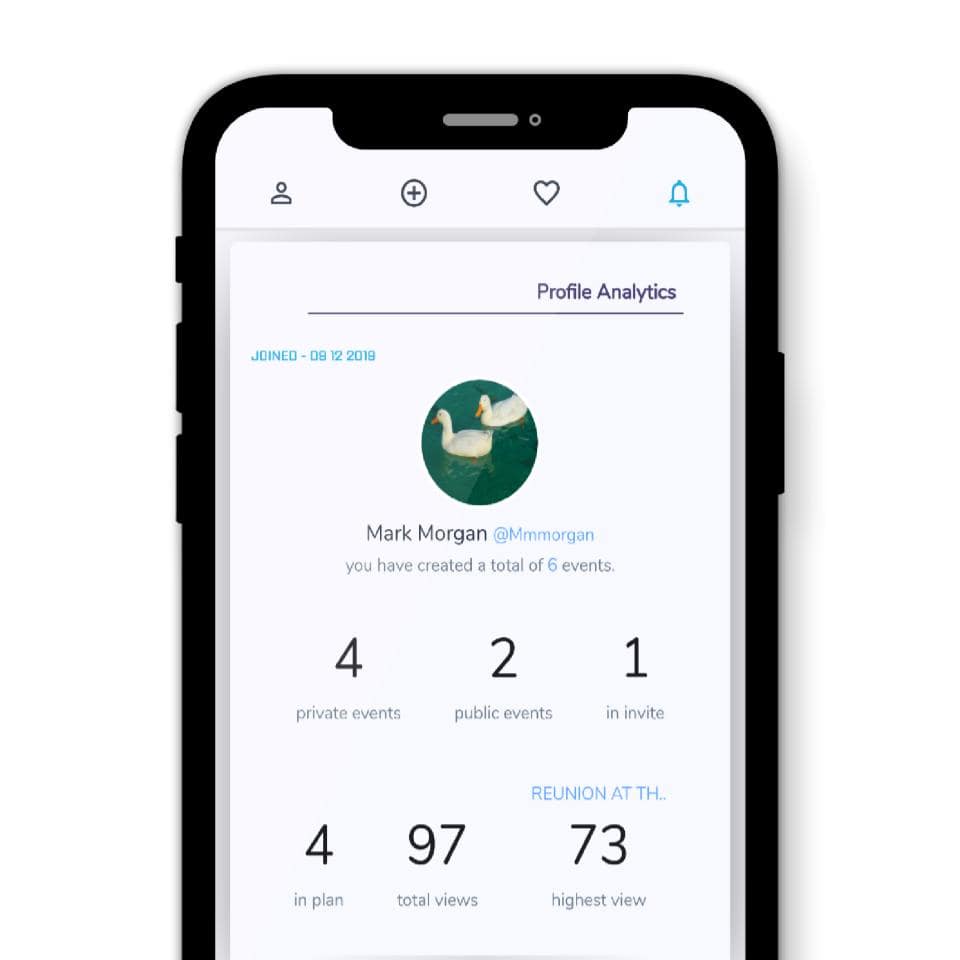 Profile Analytics
JOINED - 09 12 2019
Mark Morgan @Mmmorgan
you have created a total of 6 events.
4 2 1
private events public events in invite
REUNION AT TH..
4 97 73
in plan total views highest view